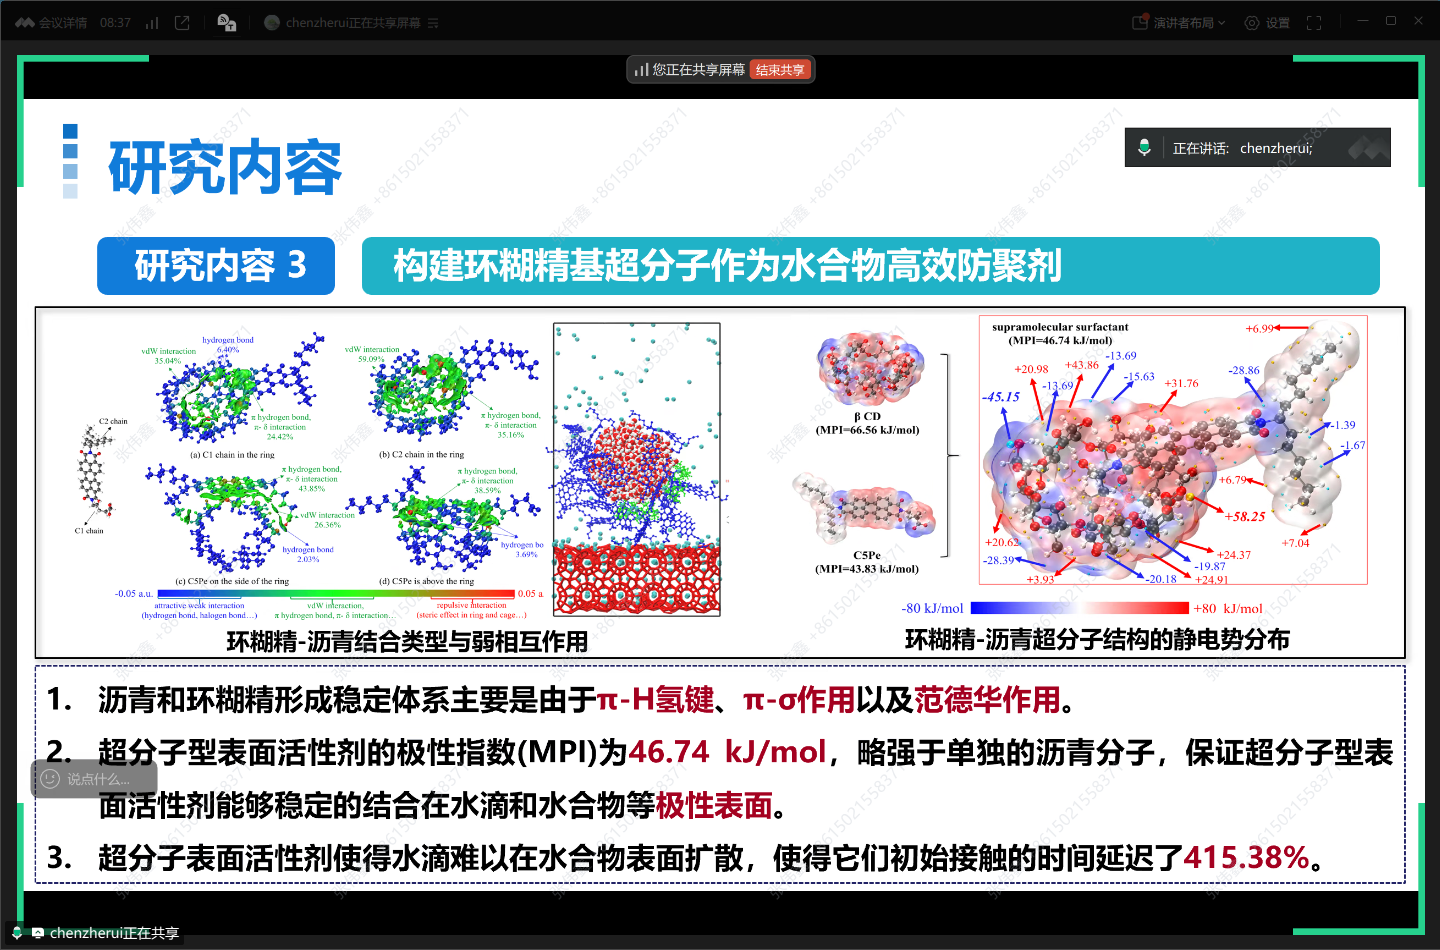 会议详情 08:37 chenzherui正在共享屏幕 演讲者布局 设置
您正在共享屏幕 结束共享
研究内容
正在讲话: chenzherui;
研究内容 3 构建环糊精基超分子作为水合物高效防聚剂
hydrogen bond
6.40%
vdW interaction
35.04%
π hydrogen bond,
π- δ interaction
24.42%
(a) C1 chain in the ring
vdW interaction
59.09%
π hydrogen bond,
π- δ interaction
35.16%
(b) C2 chain in the ring
C2 chain
C1 chain
π hydrogen bond,
π- δ interaction
43.85%
vdW interaction
26.36%
hydrogen bond
2.03%
(c) C5Pe on the side of the ring
π hydrogen bond,
π- δ interaction
38.59%
hydrogen bo
3.69%
(d) C5Pe is above the ring
-0.05 a.u. 0.05 a
attractive weak interaction
(hydrogen bond, halogen bond…)
vdW interaction,
π hydrogen bond, π- δ interaction…
repulsive interaction
(steric effect in ring and cage…)
环糊精-沥青结合类型与弱相互作用
β CD
(MPI=66.56 kJ/mol)
C5Pe
(MPI=43.83 kJ/mol)
supramolecular surfactant
(MPI=46.74 kJ/mol)
+6.99
-13.69
+43.86
+20.98
-13.69
-15.63
+31.76
-28.86
-45.15
-1.39
-1.67
+6.79
+58.25
+20.62
+7.04
-28.39
+24.37
-19.87
+3.93
-20.18
+24.91
-80 kJ/mol +80 kJ/mol
环糊精-沥青超分子结构的静电势分布
1. 沥青和环糊精形成稳定体系主要是由于π-H氢键、π-σ作用以及范德华作用。
2. 超分子型表面活性剂的极性指数(MPI)为46.74 kJ/mol，略强于单独的沥青分子，保证超分子型表
面活性剂能够稳定的结合在水滴和水合物等极性表面。
说点什么...
3. 超分子表面活性剂使得水滴难以在水合物表面扩散，使得它们初始接触的时间延迟了415.38%。
chenzherui正在共享
张伟鑫 +8615021558371